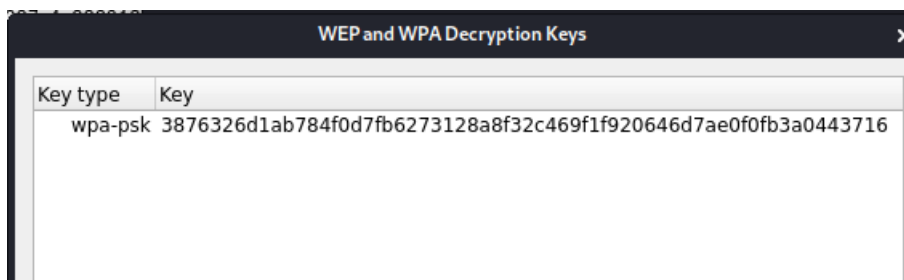 WEP and WPA Decryption Keys
Key type Key
wpa-psk 3876326d1ab784f0d7fb6273128a8f32c469f1f920646d7ae0f0fb3a0443716